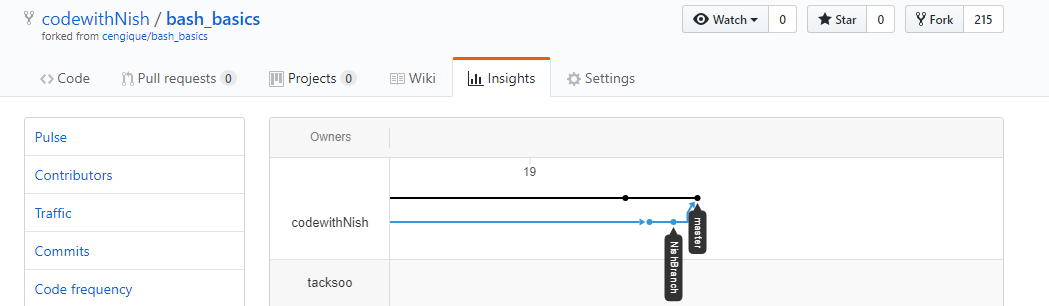 codewithNish / bash_basics
forked from cengique/bash_basics
Watch 0 Star 0 Fork 215
Code Pull requests 0 Projects 0 Wiki Insights Settings
Pulse
Contributors
Traffic
Commits
Code frequency
Owners
19
codewithNish
master
NishBranch
tacksoo